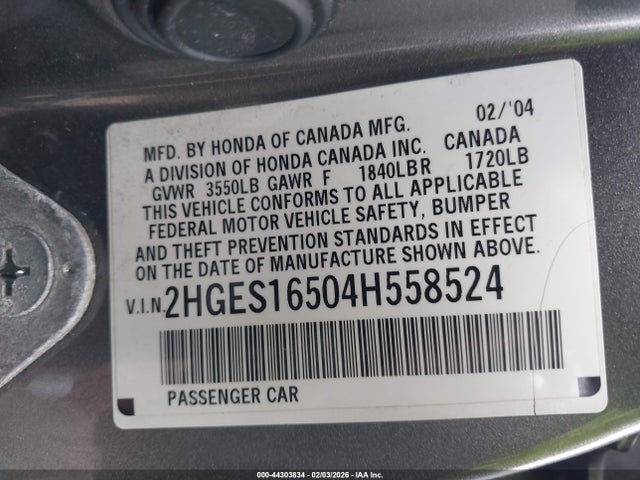 02/'04
MFD. BY HONDA OF CANADA MFG.
A DIVISION OF HONDA CANADA INC. CANADA
GVWR 3550LB GAWR F 1840LBR 1720LB
THIS VEHICLE CONFORMS TO ALL APPLICABLE
FEDERAL MOTOR VEHICLE SAFETY, BUMPER
AND THEFT PREVENTION STANDARDS IN EFFECT
ON THE DATE OF MANUFACTURE SHOWN ABOVE.
V.I.N. 2HGES16504H558524
PASSENGER CAR
000-44303834 - 02/03/2026 - IAA Inc.